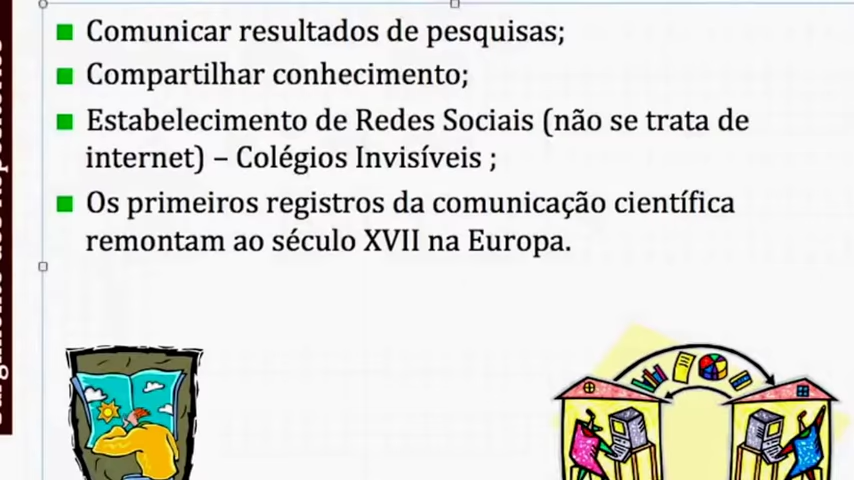 Comunicar resultados de pesquisas;
Compartilhar conhecimento;
Estabelecimento de Redes Sociais (não se trata de
internet) – Colégios Invisíveis ;
Os primeiros registros da comunicação científica
remontam ao século XVII na Europa.